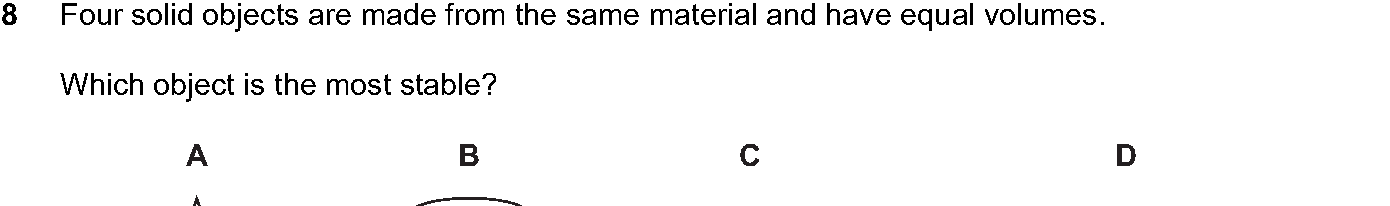 8 Four solid objects are made from the same material and have equal volumes.
Which object is the most stable?
A B C D